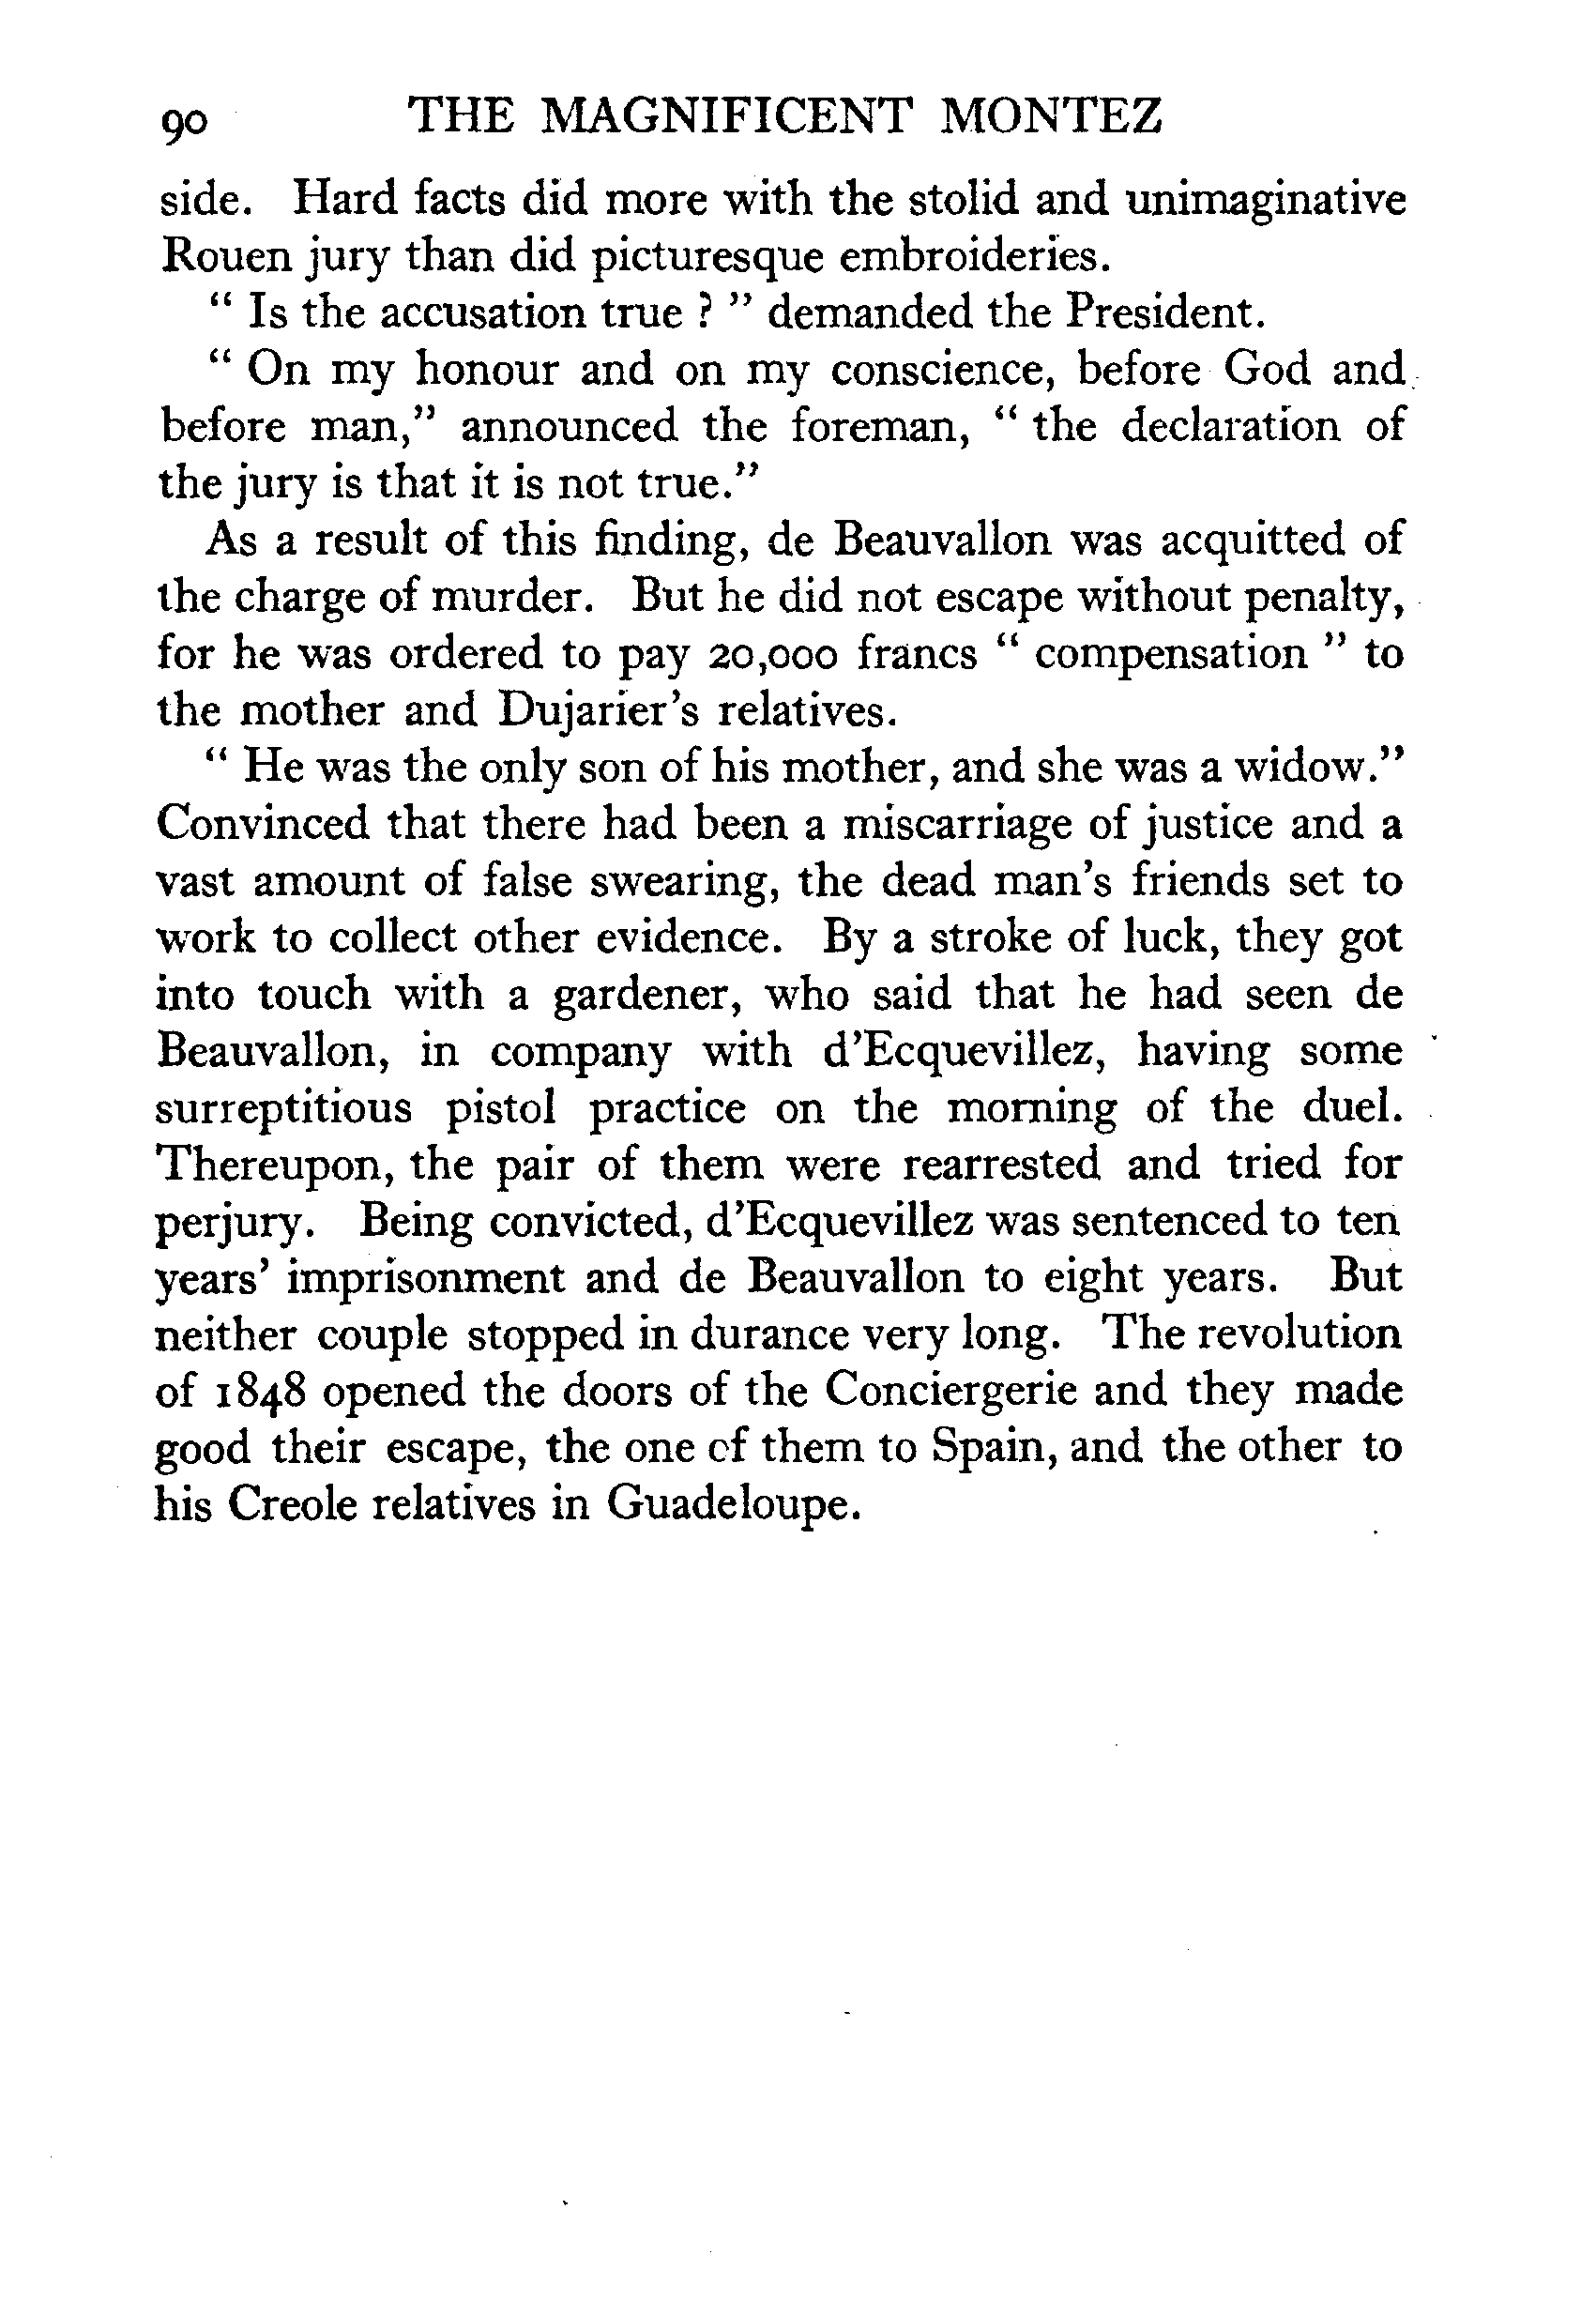 90 THE MAGNIFICENT MONTEZ
side. Hard facts did more with the stolid and unimaginative
Rouen jury than did picturesque embroideries.
“ Is the accusation true ? ” demanded the President.
“ On my honour and on my conscience, before God and
before man,” announced the foreman, “ the declaration of
the jury is that it is not true.”
As a result of this finding, de Beauvallon was acquitted of
the charge of murder. But he did not escape without penalty,
for he was ordered to pay 20,000 francs “ compensation ” to
the mother and Dujarier’s relatives.
“ He was the only son of his mother, and she was a widow.”
Convinced that there had been a miscarriage of justice and a
vast amount of false swearing, the dead man’s friends set to
work to collect other evidence. By a stroke of luck, they got
into touch with a gardener, who said that he had seen de
Beauvallon, in company with d’Ecquevillez, having some
surreptitious pistol practice on the morning of the duel.
Thereupon, the pair of them were rearrested and tried for
perjury. Being convicted, d’Ecquevillez was sentenced to ten
years’ imprisonment and de Beauvallon to eight years. But
neither couple stopped in durance very long. The revolution
of 1848 opened the doors of the Conciergerie and they made
good their escape, the one of them to Spain, and the other to
his Creole relatives in Guadeloupe.